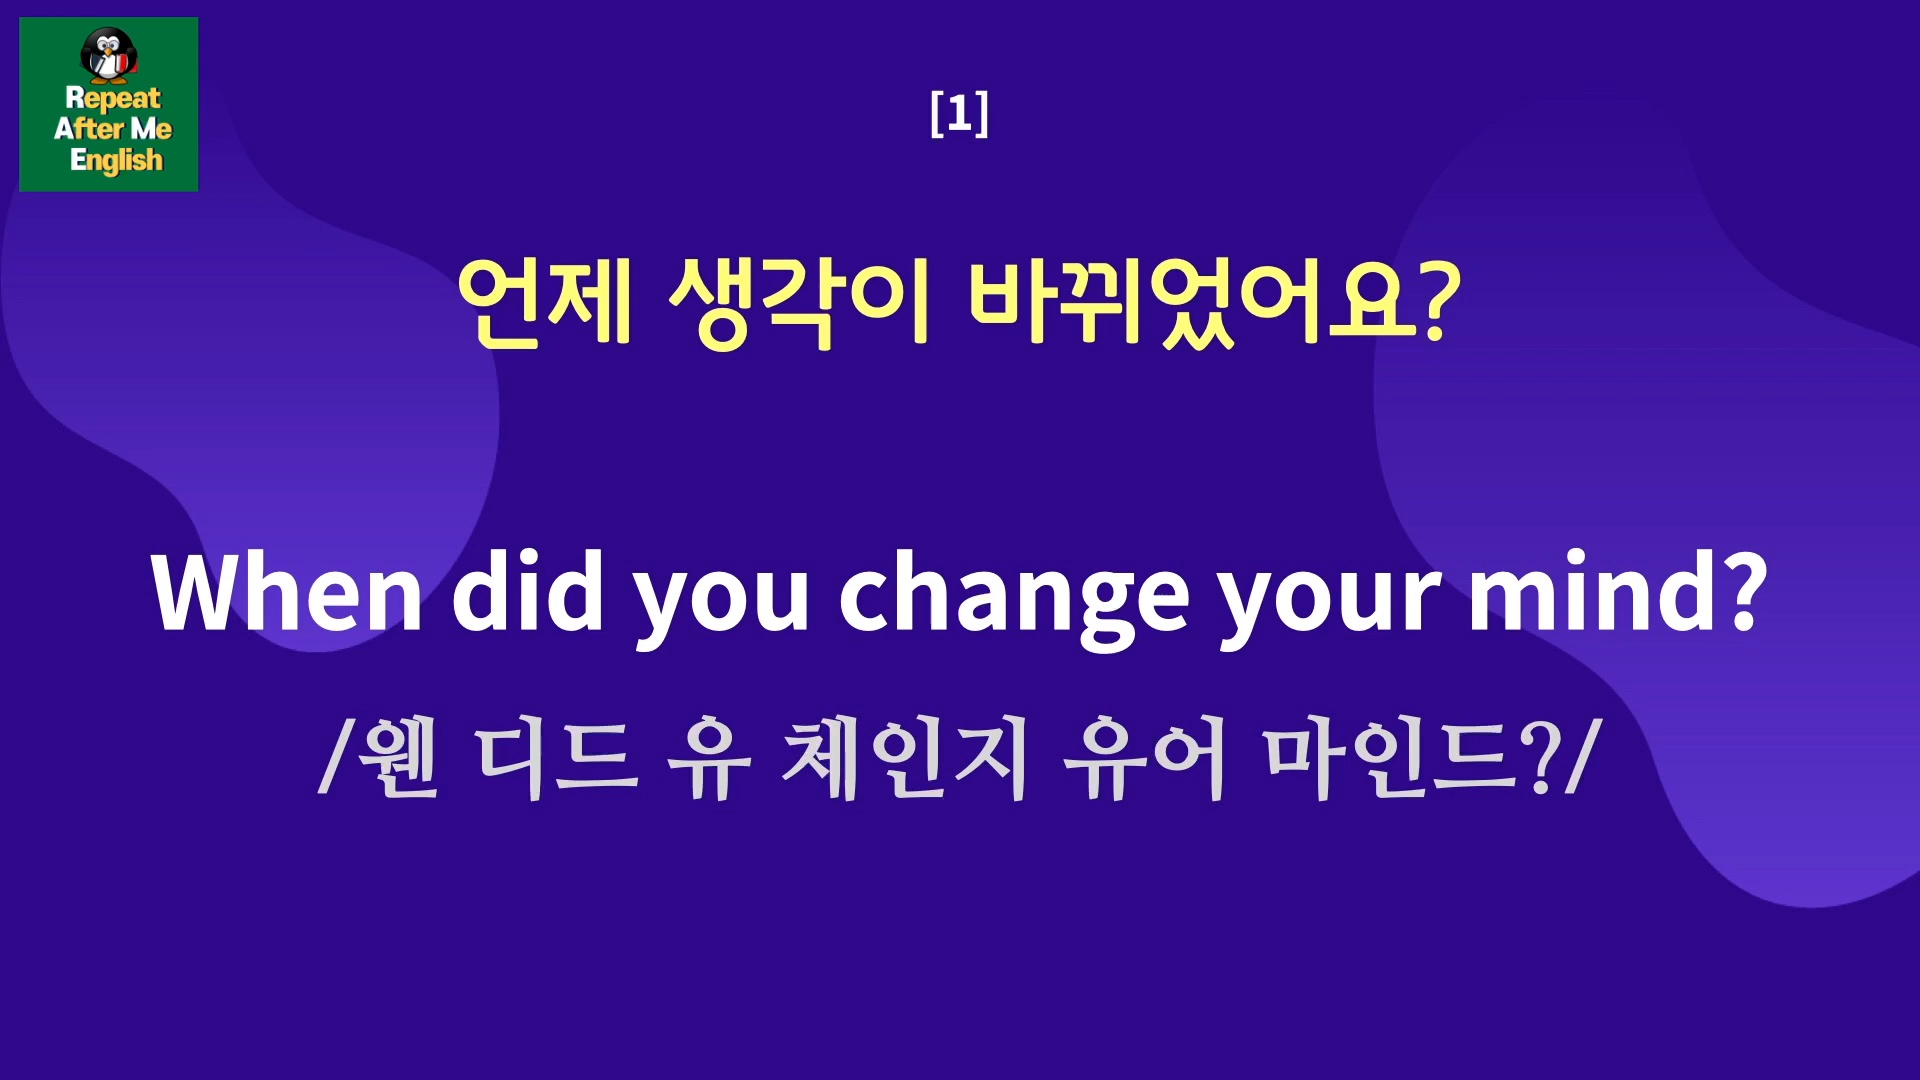 Repeat
After Me
English
[1]
언제 생각이 바뀌었어요?
When did you change your mind?
/웬 디드 유 체인지 유어 마인드?/